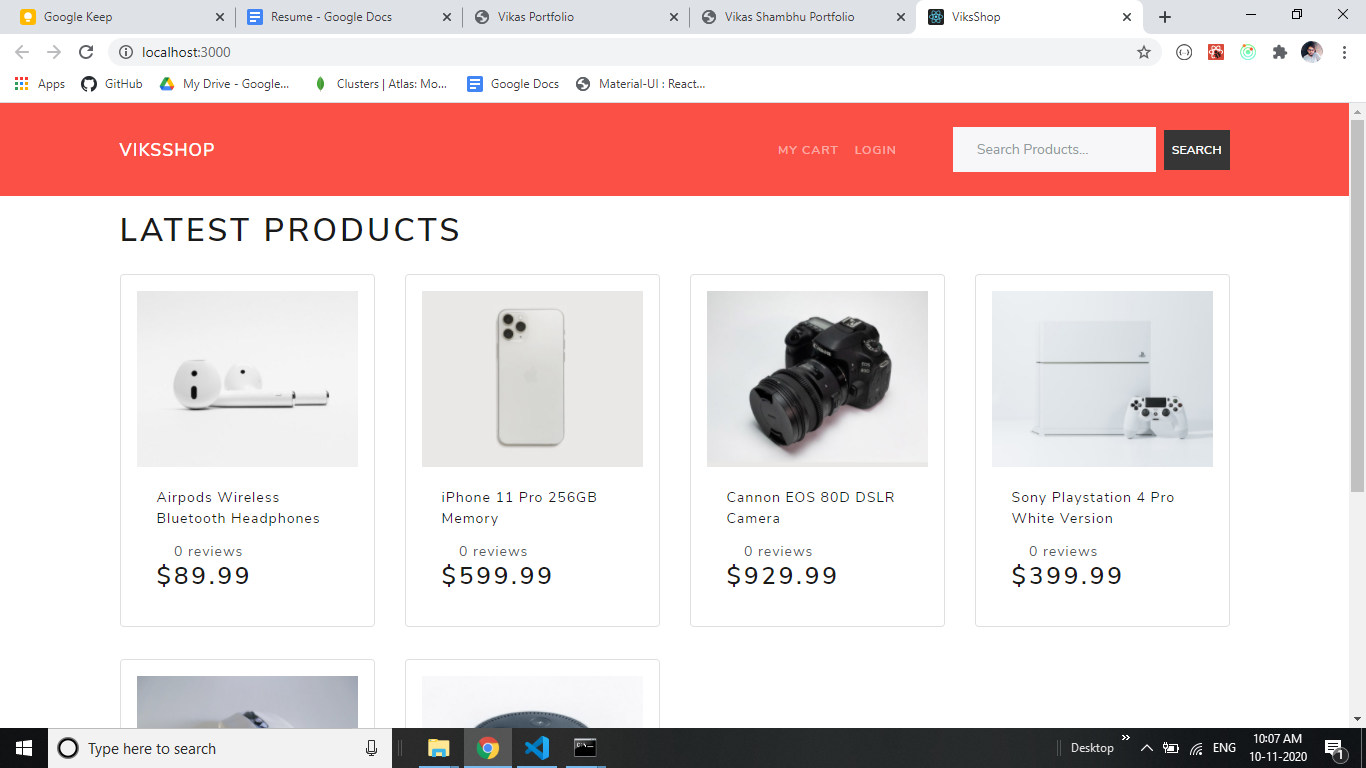 Google Keep
Resume - Google Docs
Vikas Portfolio
Vikas Shambhu Portfolio
ViksShop
localhost:3000
Apps
GitHub
My Drive - Google...
Clusters | Atlas: Mo...
Google Docs
Material-UI : React...
VIKSSHOP
MY CART
LOGIN
Search Products...
SEARCH
LATEST PRODUCTS
Airpods Wireless
Bluetooth Headphones
0 reviews
$89.99
iPhone 11 Pro 256GB
Memory
0 reviews
$599.99
Cannon EOS 80D DSLR
Camera
0 reviews
$929.99
Sony Playstation 4 Pro
White Version
0 reviews
$399.99
Type here to search
Desktop
ENG
10:07 AM
10-11-2020
1